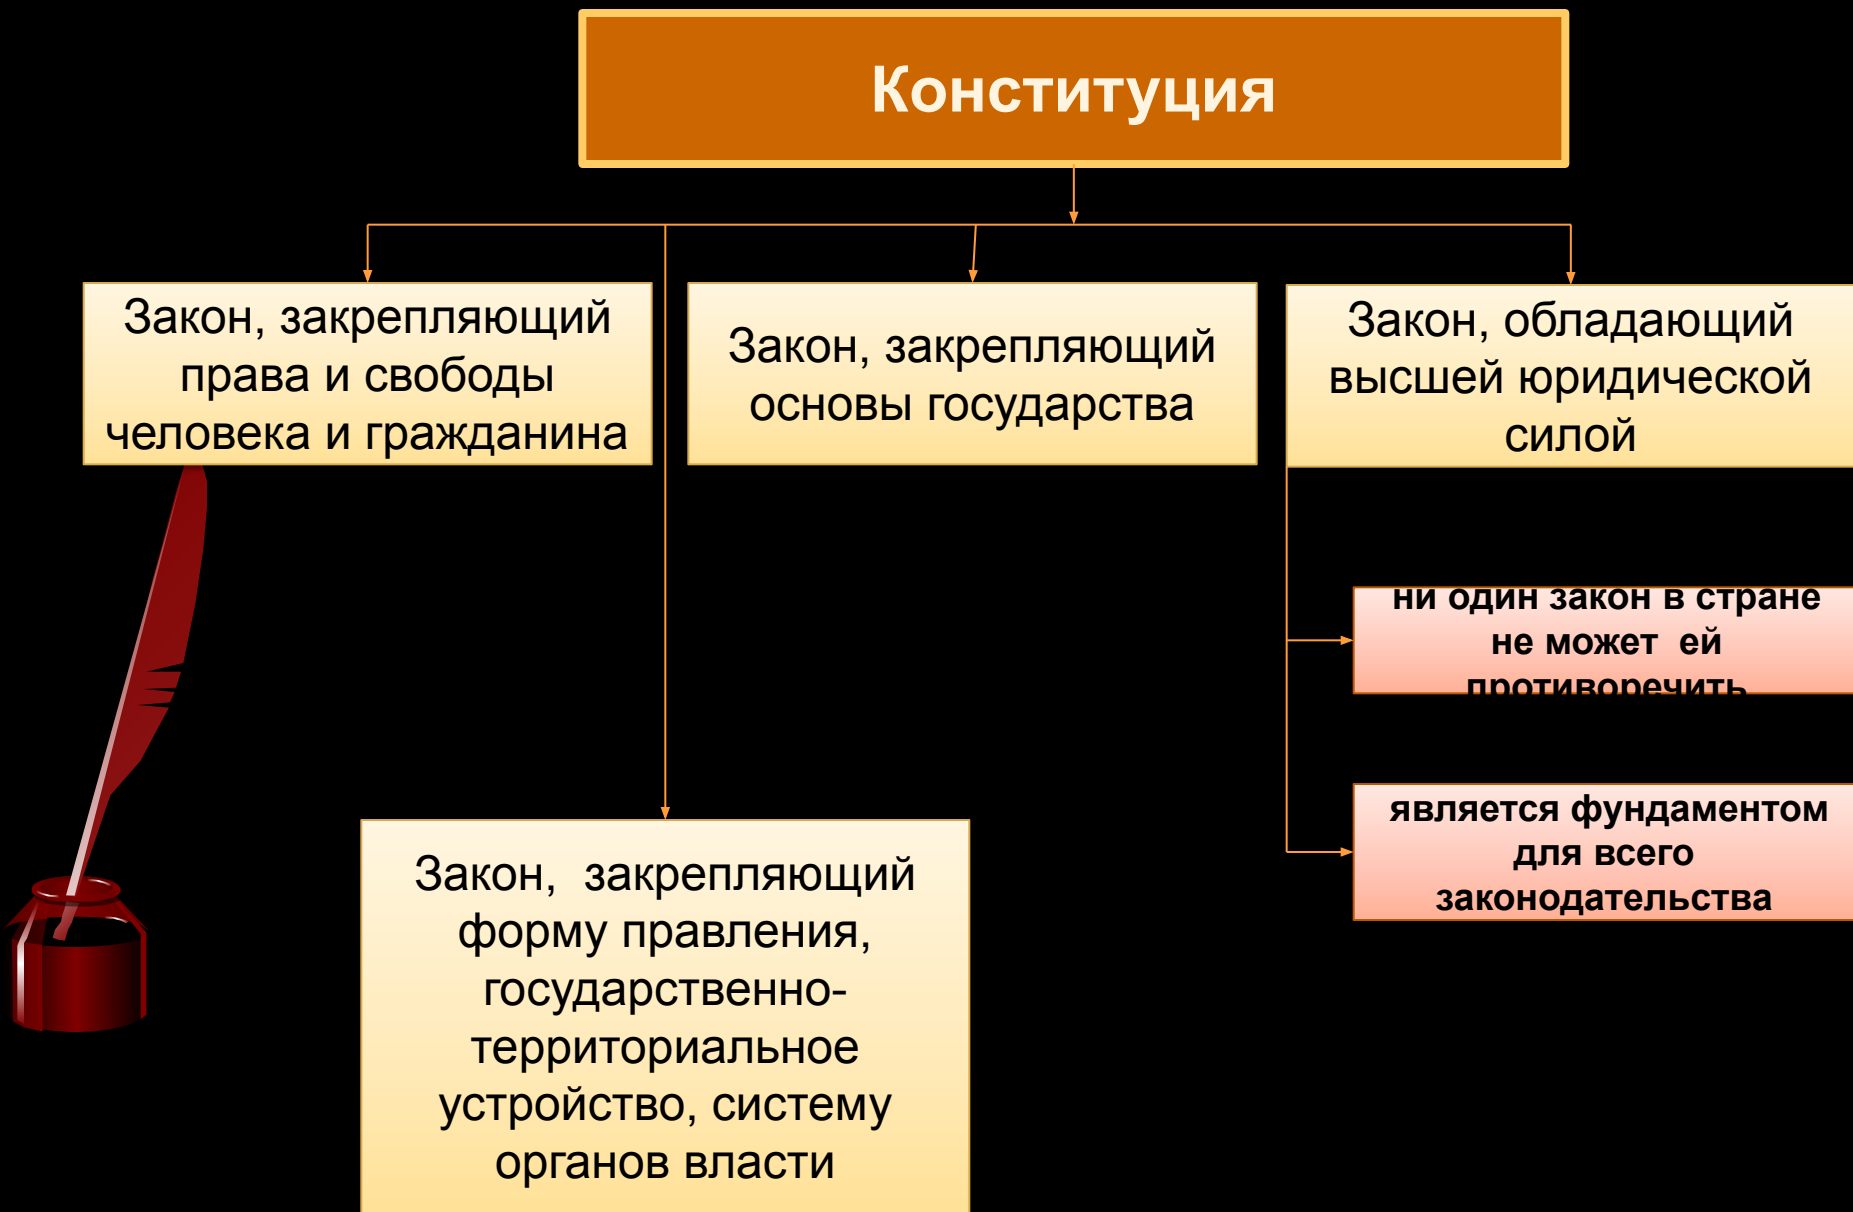 Конституция
Закон, закрепляющий
права и свободы
человека и гражданина
Закон, закрепляющий
основы государства
Закон, обладающий
высшей юридической
силой
ни один закон в стране
не может  ей
противоречить
является фундаментом
для всего
законодательства
Закон,  закрепляющий
форму правления,
государственно-
территориальное
устройство, систему
органов власти